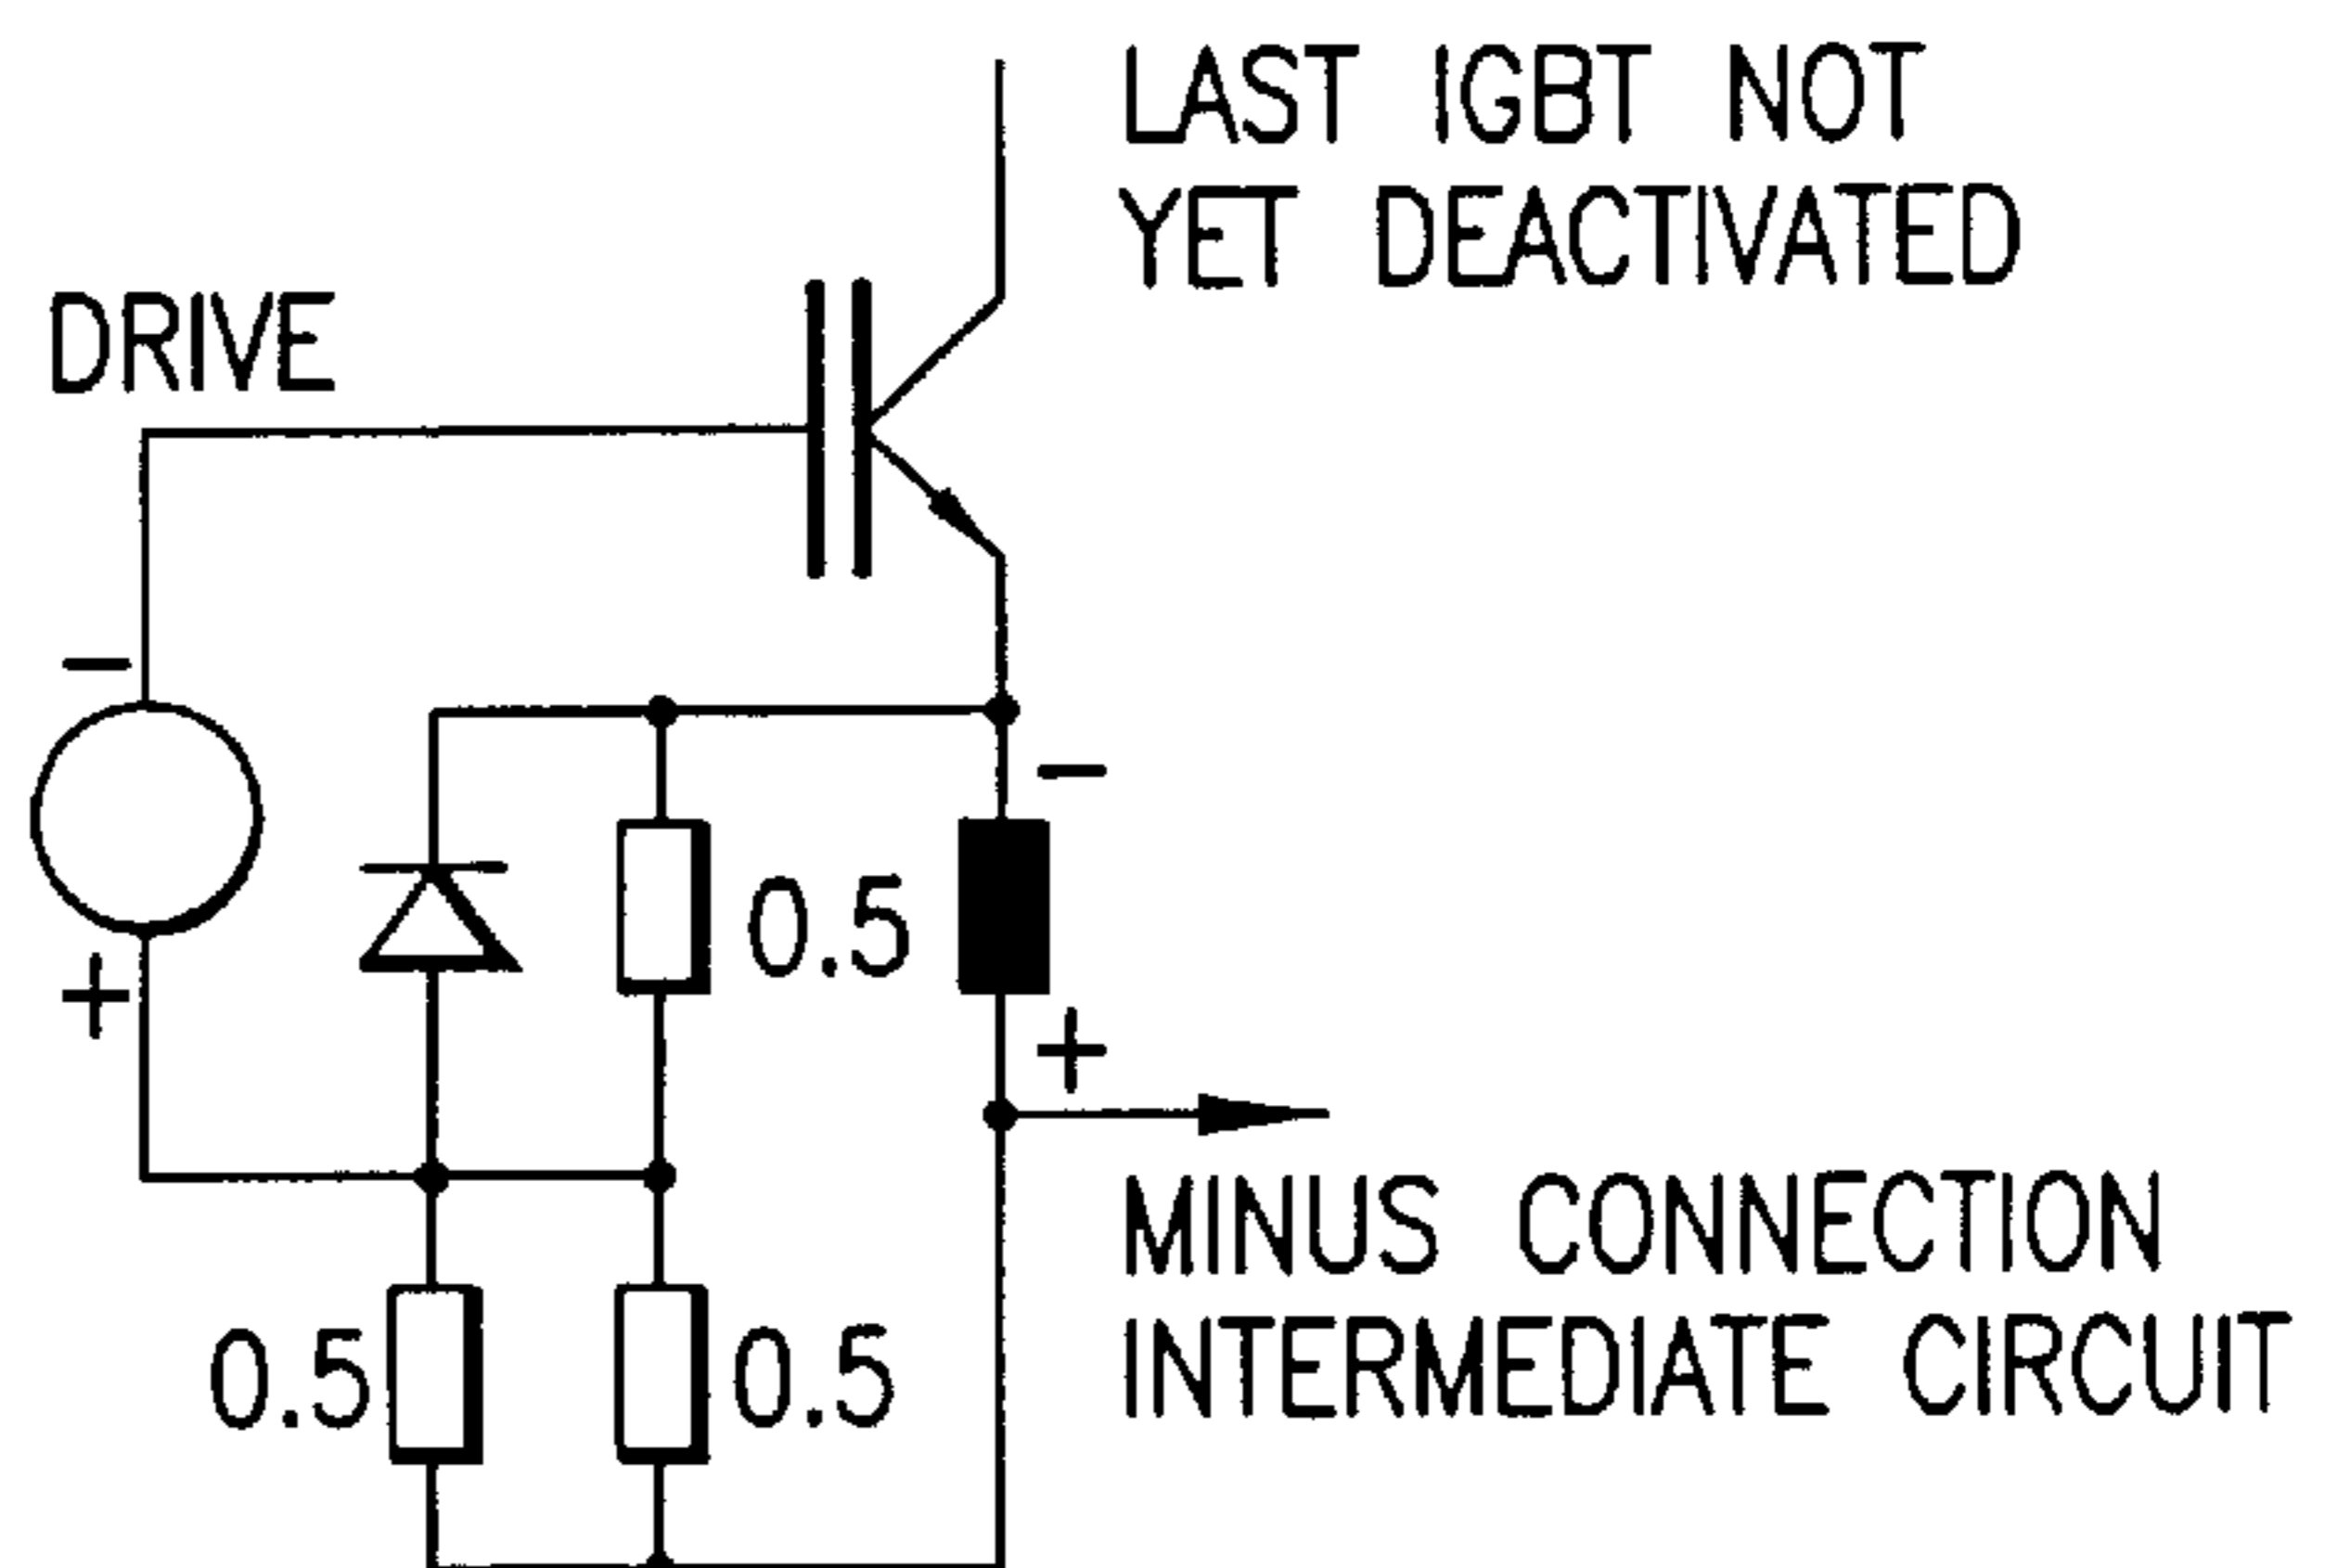 LAST IGBT NOT
YET DEACTIVATED
DRIVE
−
−
0.5
+
+
MINUS CONNECTION
INTERMEDIATE CIRCUIT
0.5
0.5